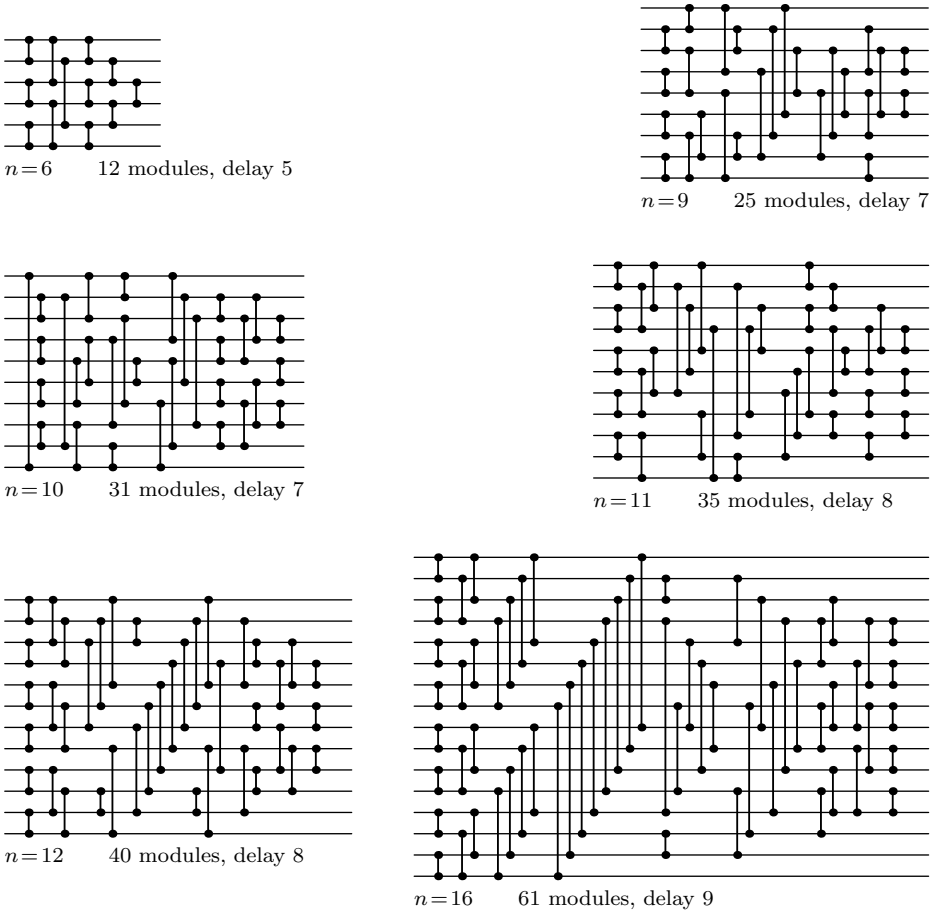 n=6 12 modules, delay 5
n=9 25 modules, delay 7
n=10 31 modules, delay 7
n=11 35 modules, delay 8
n=12 40 modules, delay 8
n=16 61 modules, delay 9